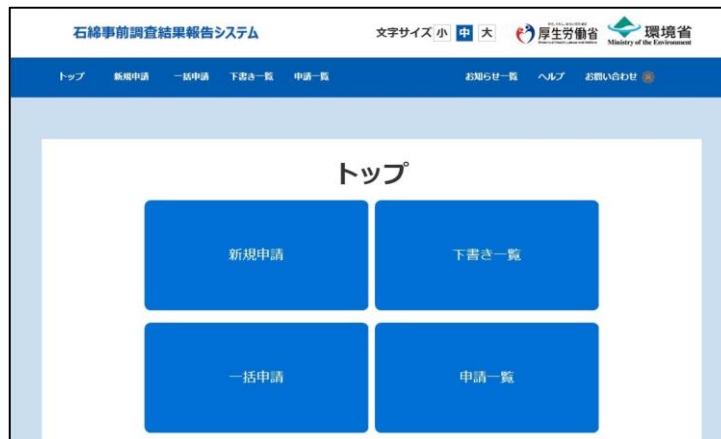 石綿事前調査結果報告システム 文字サイズ 小 中 大 厚生労働省 環境省
Ministry of the Environment
トップ 新規申請 一括申請 下書き一覧 申請一覧 お知らせ一覧 ヘルプ お問い合わせ
トップ
新規申請 下書き一覧
一括申請 申請一覧